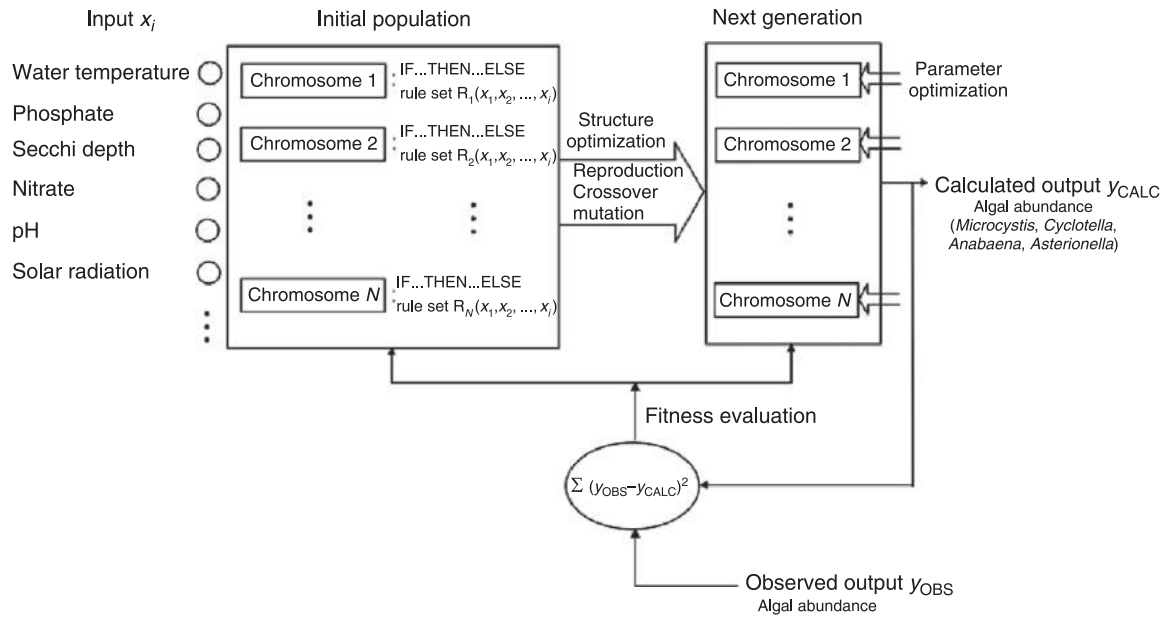 Input x_i
Initial population
Next generation
Water temperature
Phosphate
Secchi depth
Nitrate
pH
Solar radiation
Chromosome 1
IF...THEN...ELSE
rule set R_1(x_1,x_2, ..., x_i)
Chromosome 2
IF...THEN...ELSE
rule set R_2(x_1,x_2, ..., x_i)
Chromosome N
IF...THEN...ELSE
rule set R_N(x_1,x_2, ..., x_i)
Structure
optimization
Reproduction
Crossover
mutation
Chromosome 1
Chromosome 2
Chromosome N
Parameter
optimization
Calculated output y_CALC
Algal abundance
(Microcystis, Cyclotella,
Anabaena, Asterionella)
Fitness evaluation
Σ (y_OBS–y_CALC)^2
Observed output y_OBS
Algal abundance